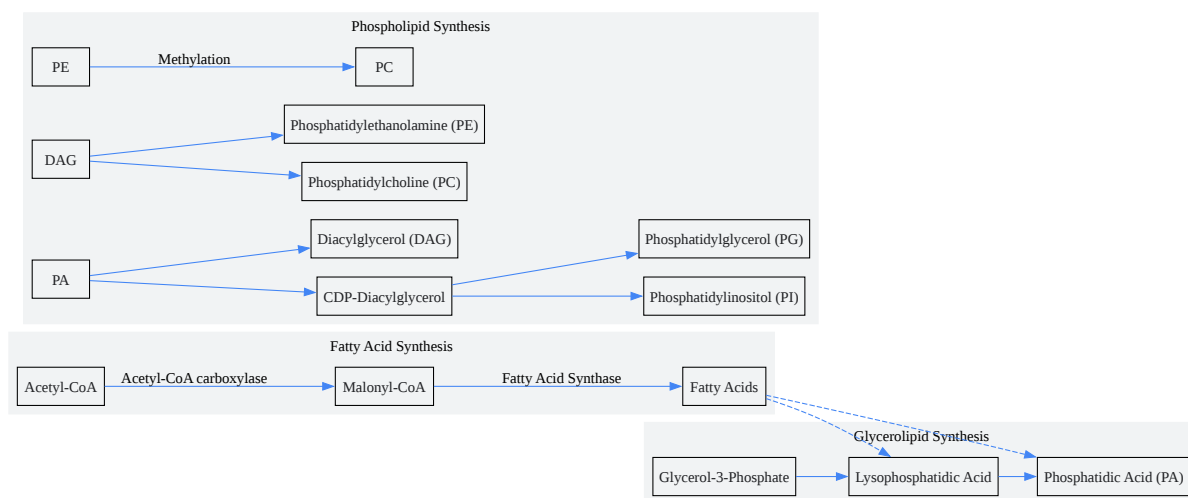 Phospholipid Synthesis
PE
Methylation
PC
DAG
Phosphatidylethanolamine (PE)
Phosphatidylcholine (PC)
PA
Diacylglycerol (DAG)
CDP-Diacylglycerol
Phosphatidylglycerol (PG)
Phosphatidylinositol (PI)
Fatty Acid Synthesis
Acetyl-CoA
Acetyl-CoA carboxylase
Malonyl-CoA
Fatty Acid Synthase
Fatty Acids
Glycerolipid Synthesis
Glycerol-3-Phosphate
Lysophosphatidic Acid
Phosphatidic Acid (PA)